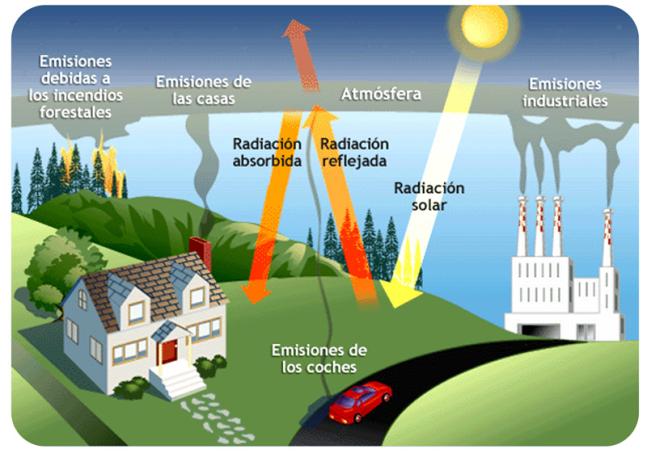 Emisiones
debidas a
los incendios
forestales
Emisiones de
las casas
Atmósfera
Emisiones
industriales
Radiación
absorbida
Radiación
reflejada
Radiación
solar
Emisiones de
los coches